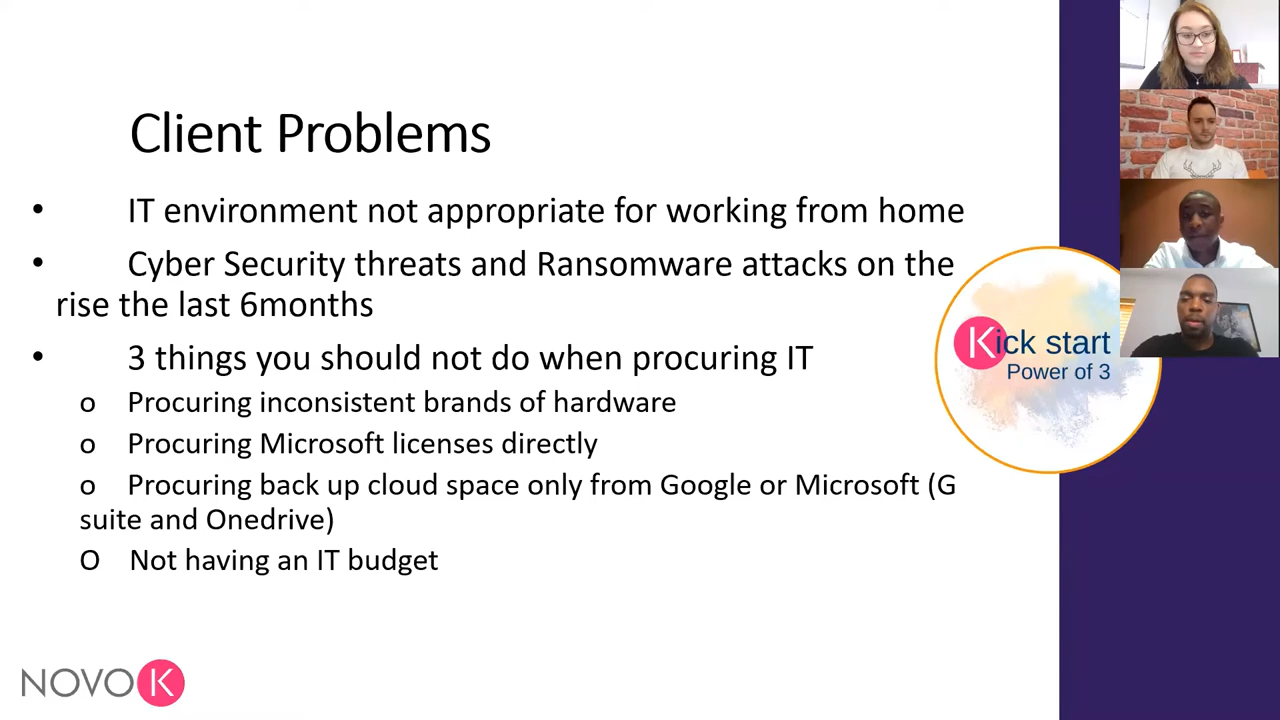 Client Problems
• IT environment not appropriate for working from home
• Cyber Security threats and Ransomware attacks on the
rise the last 6months
• 3 things you should not do when procuring IT
o Procuring inconsistent brands of hardware
o Procuring Microsoft licenses directly
o Procuring back up cloud space only from Google or Microsoft (G
suite and Onedrive)
O Not having an IT budget
Kick start
Power of 3
NOVO K